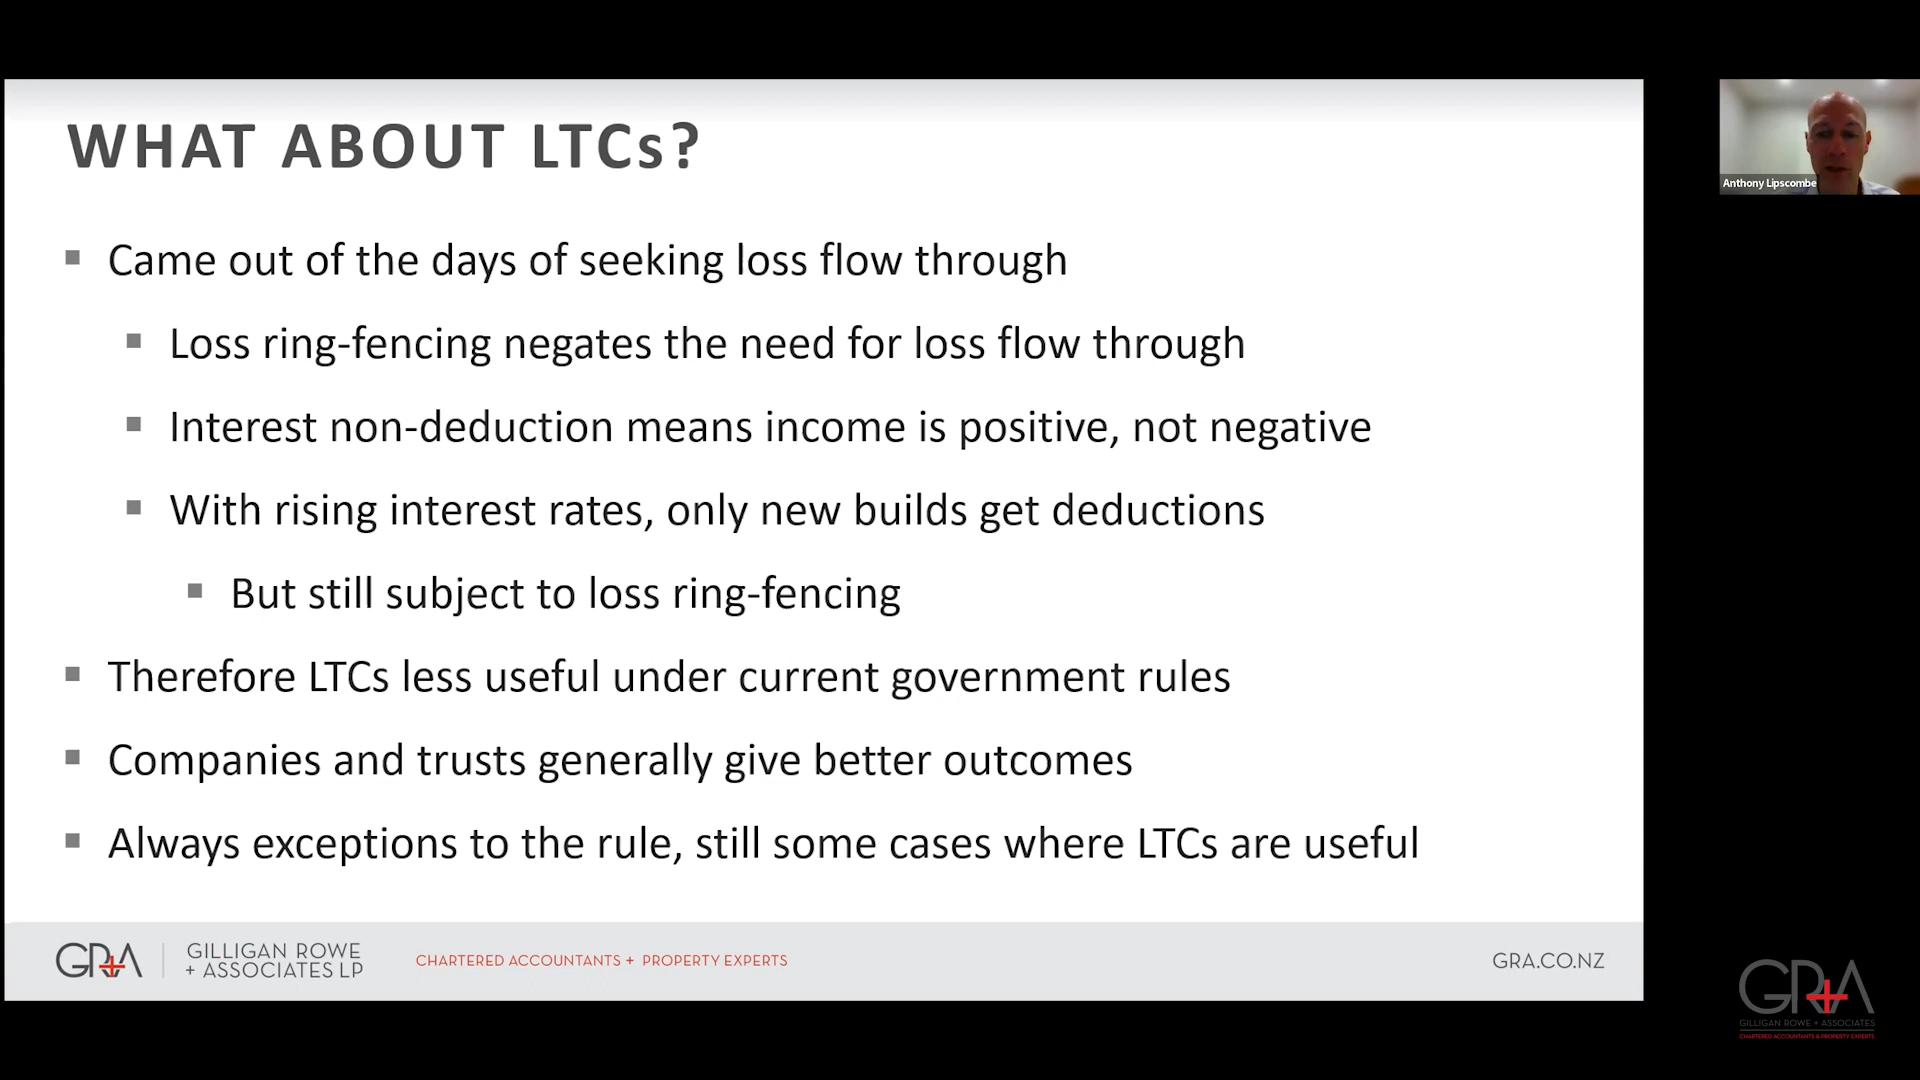 WHAT ABOUT LTCs?
Came out of the days of seeking loss flow through
Loss ring-fencing negates the need for loss flow through
Interest non-deduction means income is positive, not negative
With rising interest rates, only new builds get deductions
But still subject to loss ring-fencing
Therefore LTCs less useful under current government rules
Companies and trusts generally give better outcomes
Always exceptions to the rule, still some cases where LTCs are useful
GRA
GILLIGAN ROWE
+ ASSOCIATES LP
CHARTERED ACCOUNTANTS + PROPERTY EXPERTS
GRA.CO.NZ
Anthony Lipscombe
GRA
GILLIGAN ROWE + ASSOCIATES
CHARTERED ACCOUNTANTS & PROPERTY EXPERTS